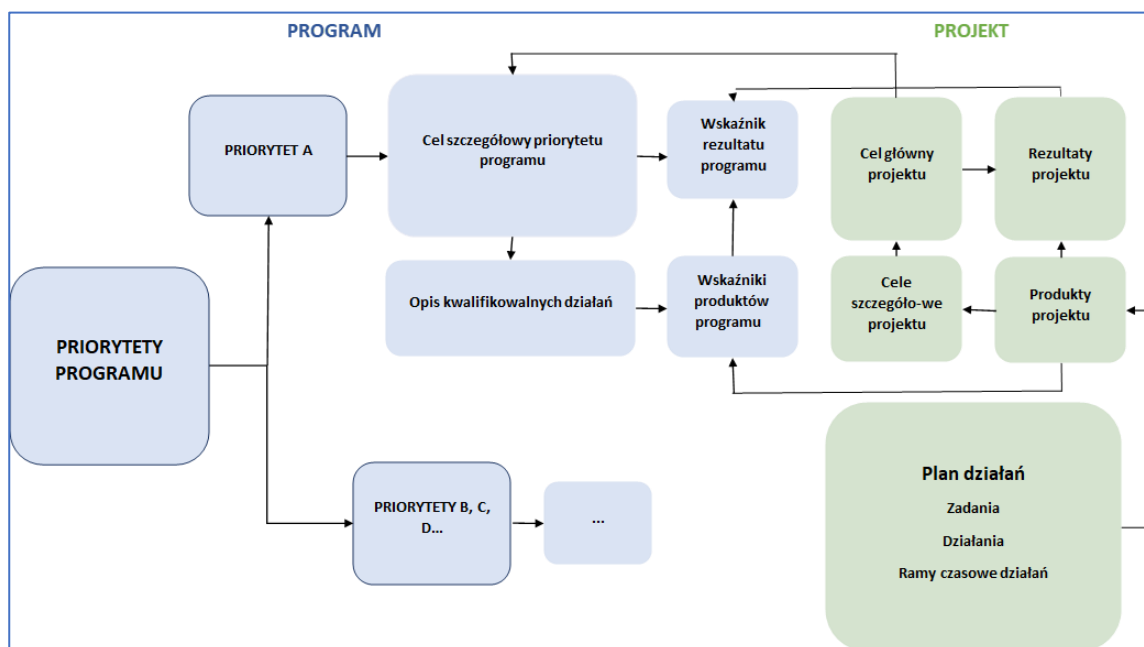 PROGRAM
PROJEKT
PRIORYTET A
Cel szczegółowy priorytetu
programu
Wskaźnik
rezultatu
programu
Cel główny
projektu
Rezultaty
projektu
PRIORYTETY
PROGRAMU
Opis kwalifikowalnych działań
Wskaźniki
produktów
programu
Cele
szczegóło-we
projektu
Produkty
projektu
PRIORYTETY B, C,
D...
...
Plan działań
Zadania
Działania
Ramy czasowe działań